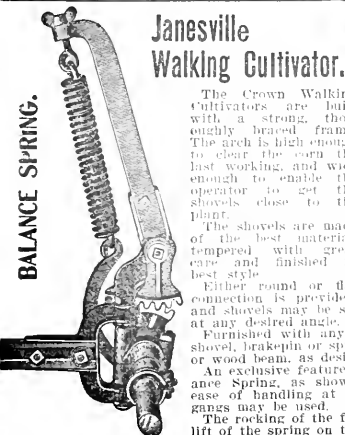 Janesville
Walking Cultivator.
BALANCE SPRING.
The Crown Walkin
Cultivators are bui
with a strong, tho
oughly braced fram
The arch is high enoug
to clear the corn th
last working, and wid
enough to enable th
operator to get th
shovels close to th
plant.
The shovels are mad
of the best materia
tempered with gre
care and finished
best style
Either round or fl
connection is provide
and shovels may be s
at any desired angle.
Furnished with any
shovel, brakepin or sp
or wood beam, as desi
An exclusive feature
ance Spring, as show
ease of handling at
gangs may be used.
The rocking of the f
lift of the spring on t